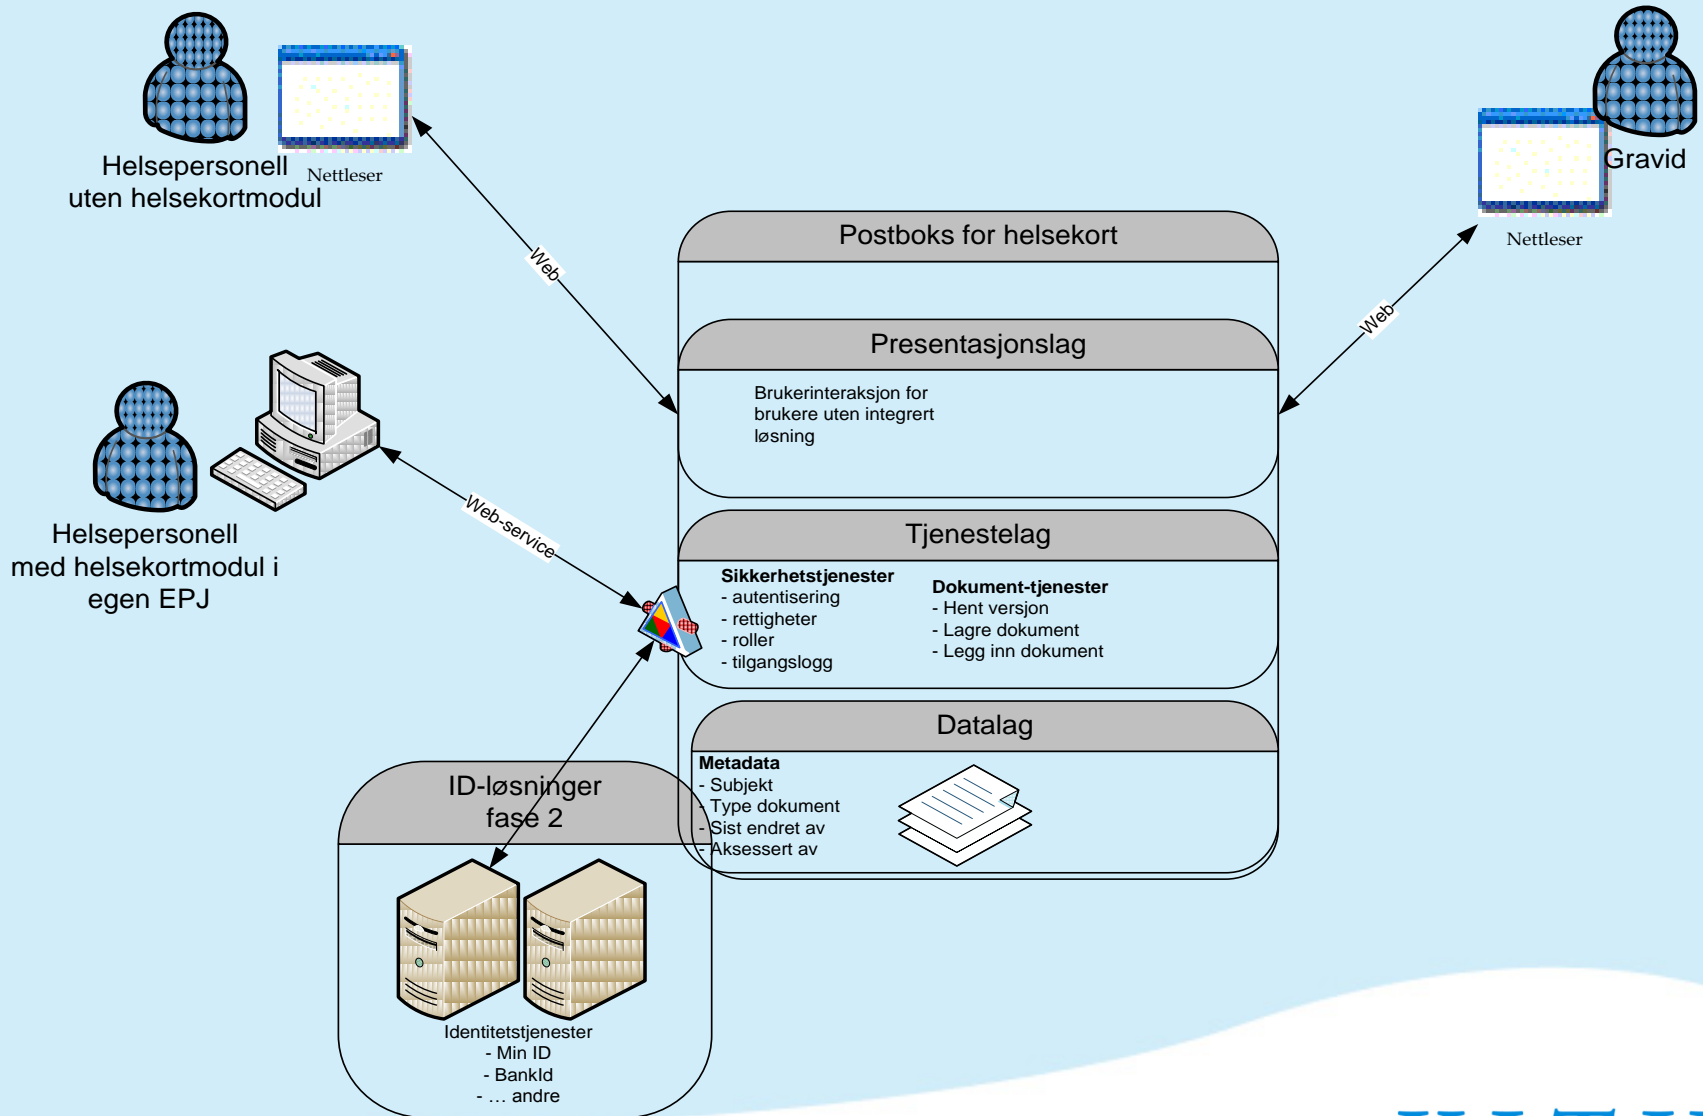 Helsepersonell
uten helsekortmodul
Nettleser
Gravid
Nettleser
Web
Web
Postboks for helsekort
Presentasjonslag
Brukerinteraksjon for
brukere uten integrert
løsning
Helsepersonell
med helsekortmodul i
egen EPJ
Web-service
Tjenestelag
Sikkerhetstjenester
- autentisering
- rettigheter
- roller
- tilgangslogg
Dokument-tjenester
- Hent versjon
- Lagre dokument
- Legg inn dokument
Datalag
Metadata
- Subjekt
- Type dokument
- Sist endret av
- Aksessert av
ID-løsninger
fase 2
Identitetstjenester
- Min ID
- BankId
- … andre